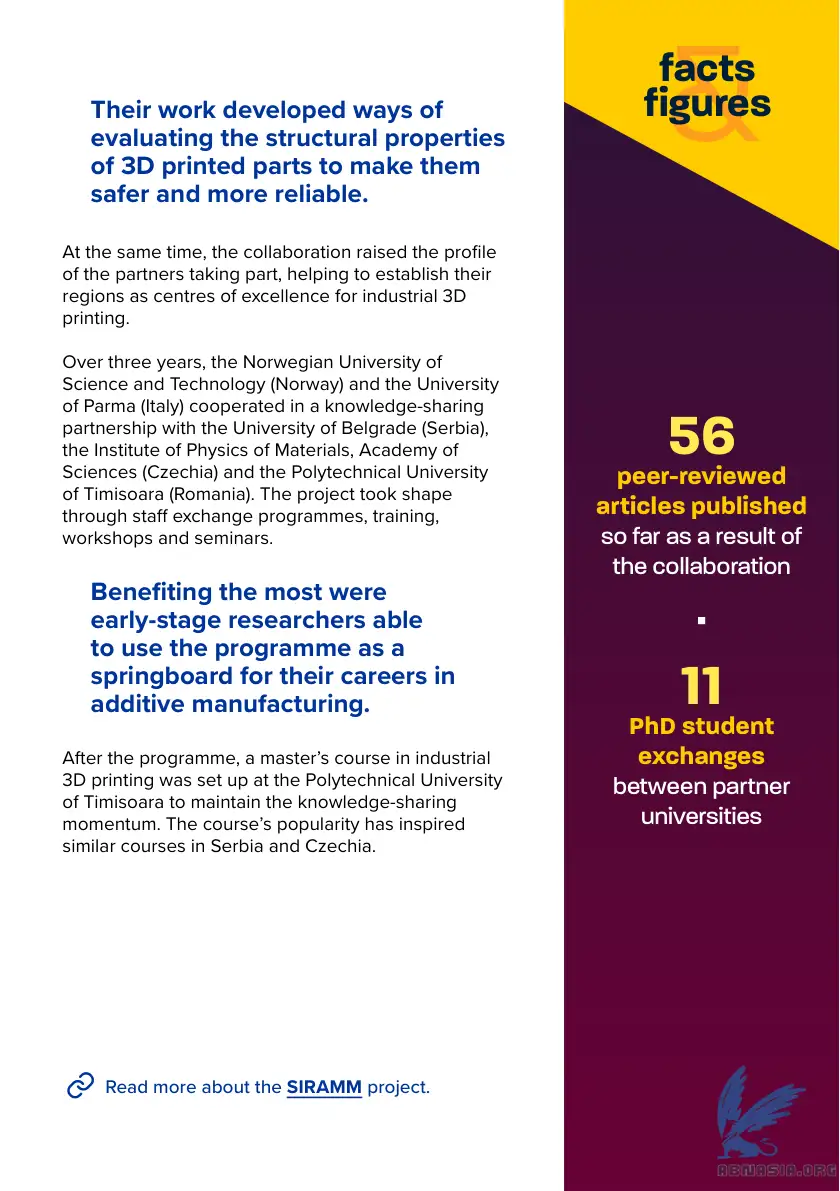 Their work developed ways of
evaluating the structural properties
of 3D printed parts to make them
safer and more reliable.
At the same time, the collaboration raised the profile
of the partners taking part, helping to establish their
regions as centres of excellence for industrial 3D
printing.
Over three years, the Norwegian University of
Science and Technology (Norway) and the University
of Parma (Italy) cooperated in a knowledge-sharing
partnership with the University of Belgrade (Serbia),
the Institute of Physics of Materials, Academy of
Sciences (Czechia) and the Polytechnical University
of Timisoara (Romania). The project took shape
through staff exchange programmes, training,
workshops and seminars.
Benefiting the most were
early-stage researchers able
to use the programme as a
springboard for their careers in
additive manufacturing.
After the programme, a master’s course in industrial
3D printing was set up at the Polytechnical University
of Timisoara to maintain the knowledge-sharing
momentum. The course’s popularity has inspired
similar courses in Serbia and Czechia.
Read more about the SIRAMM project.
facts
&
figures
56
peer-reviewed
articles published
so far as a result of
the collaboration
11
PhD student
exchanges
between partner
universities
ABNASIA.ORG